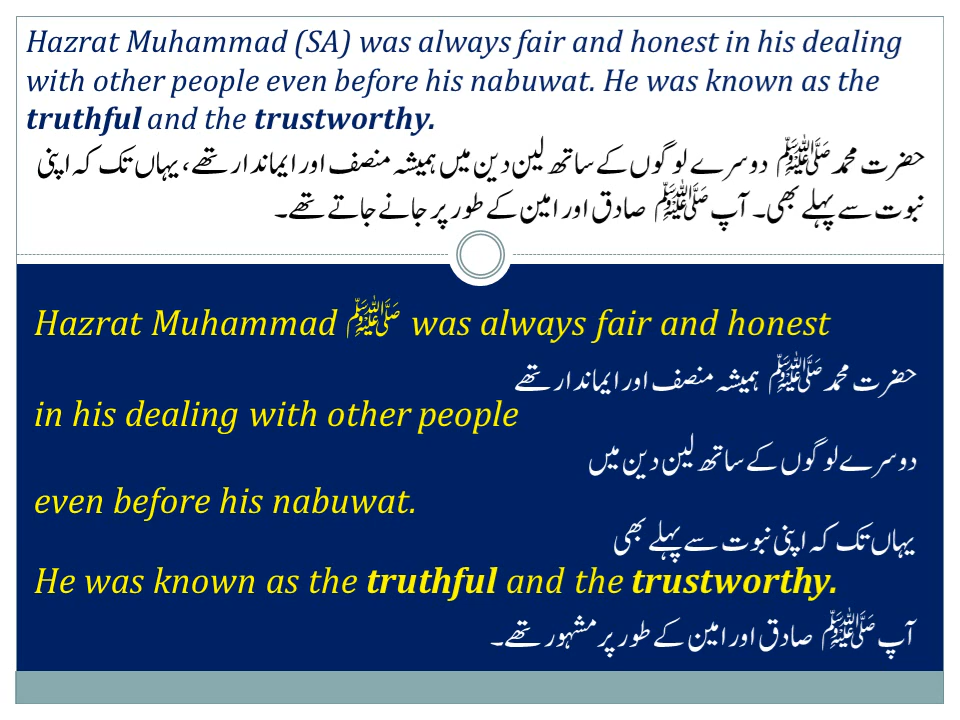 Hazrat Muhammad (SA) was always fair and honest in his dealing
with other people even before his nabuwat. He was known as the
truthful and the trustworthy.
حضرت محمد ﷺ دوسرے لوگوں کے ساتھ لین دین میں ہمیشہ منصف اور ایماندار تھے، یہاں تک کہ اپنی
نبوت سے پہلے بھی۔ آپ ﷺ صادق اور امین کے طور پر جانے جاتے تھے۔
Hazrat Muhammad ﷺ was always fair and honest
حضرت محمد ﷺ ہمیشہ منصف اور ایماندار تھے
in his dealing with other people
دوسرے لوگوں کے ساتھ لین دین میں
even before his nabuwat.
یہاں تک کہ اپنی نبوت سے پہلے بھی
He was known as the truthful and the trustworthy.
آپ ﷺ صادق اور امین کے طور پر مشہور تھے۔